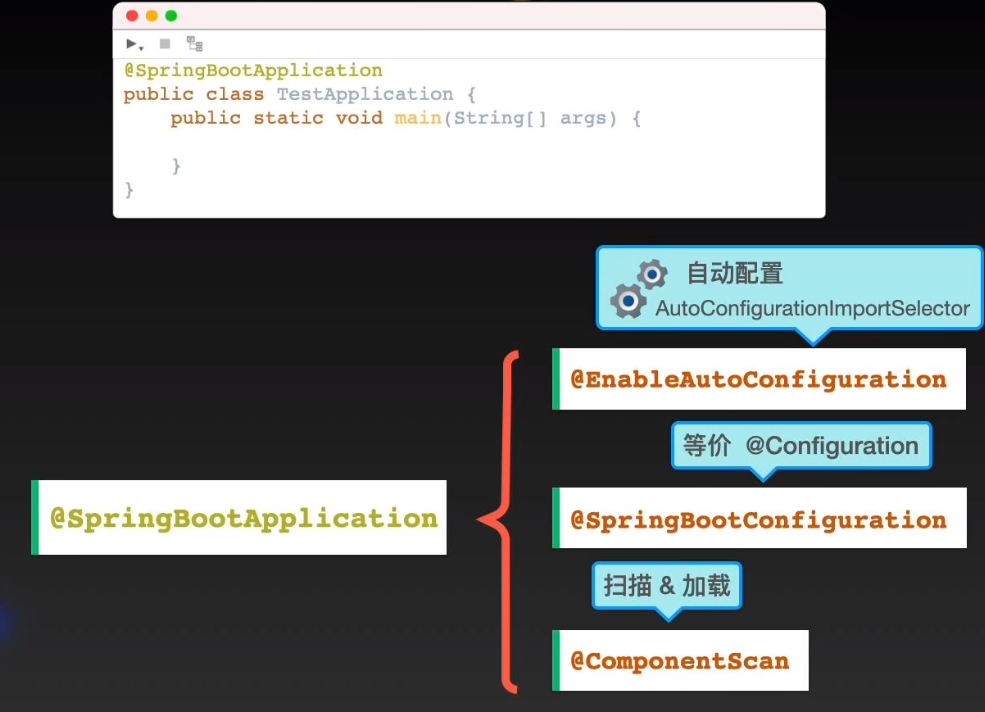 @SpringBootApplication
public class TestApplication {
    public static void main(String[] args) {
    }
}
自动配置
AutoConfigurationImportSelector
@EnableAutoConfiguration
等价 @Configuration
@SpringBootApplication
@SpringBootConfiguration
扫描 & 加载
@ComponentScan